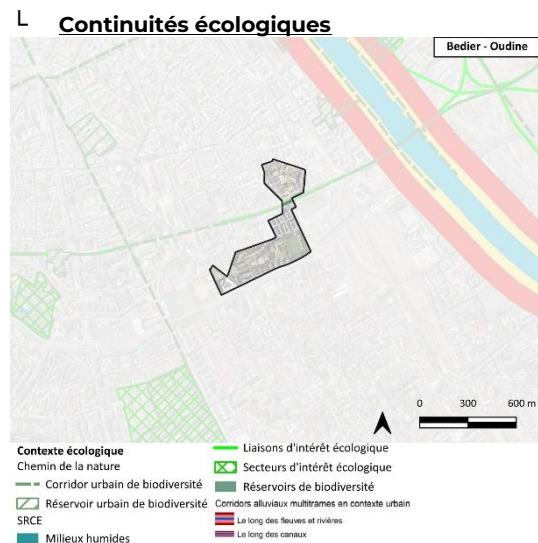 L
Continuités écologiques
Bedier - Oudine
0 300 600 m
Contexte écologique
Chemin de la nature
Corridor urbain de biodiversité
Réservoir urbain de biodiversité
SRCE
Milieux humides
Liaisons d'intérêt écologique
Secteurs d'intérêt écologique
Réservoirs de biodiversité
Corridors alluviaux multitrames en contexte urbain
Le long des fleuves et rivières
Le long des canaux